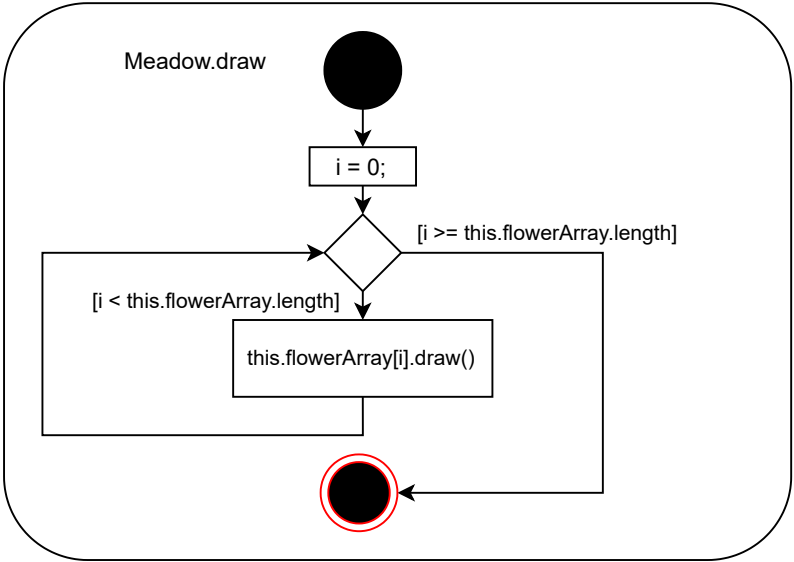 Meadow.draw
i = 0;
[i >= this.flowerArray.length]
[i < this.flowerArray.length]
this.flowerArray[i].draw()